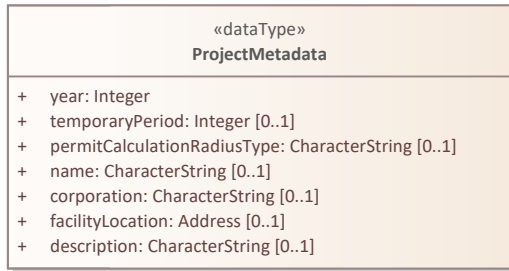 «dataType»
ProjectMetadata
+ year: Integer
+ temporaryPeriod: Integer [0..1]
+ permitCalculationRadiusType: CharacterString [0..1]
+ name: CharacterString [0..1]
+ corporation: CharacterString [0..1]
+ facilityLocation: Address [0..1]
+ description: CharacterString [0..1]